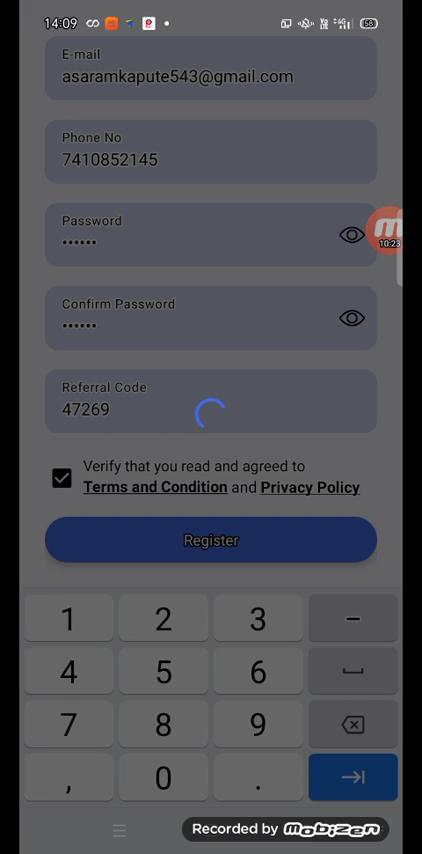 14:09
58
E-mail
asaramkapute543@gmail.com
Phone No
7410852145
Password
••••••
10:23
Confirm Password
••••••
Referral Code
47269
Verify that you read and agreed to
Terms and Condition and Privacy Policy
Register
1 2 3 -
4 5 6
7 8 9
, 0 .
Recorded by mobizen